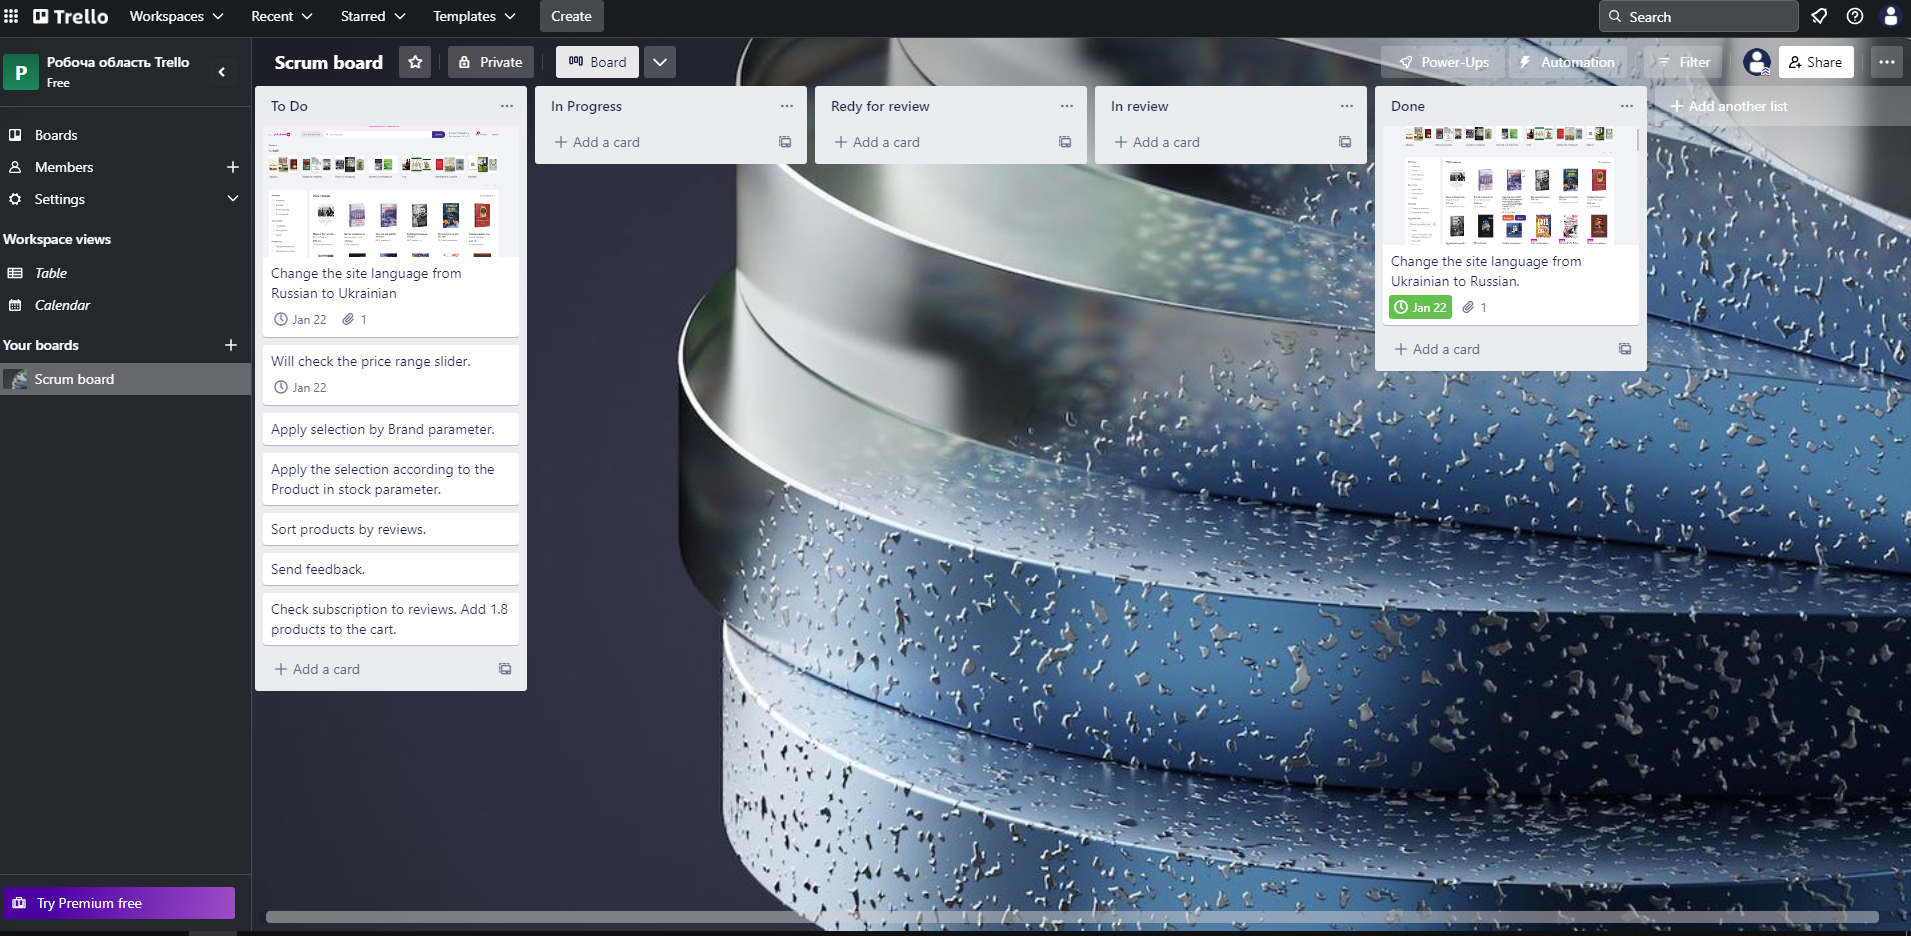 Trello Workspaces Recent Starred Templates Create Search
P Робоча область Trello
Free
Scrum board Private Board Power-Ups Automation Filter Share
Boards
Members
Settings
Workspace views
Table
Calendar
Your boards
Scrum board
Try Premium free
To Do
Change the site language from
Russian to Ukrainian
Jan 22 1
Will check the price range slider.
Jan 22
Apply selection by Brand parameter.
Apply the selection according to the
Product in stock parameter.
Sort products by reviews.
Send feedback.
Check subscription to reviews. Add 1.8
products to the cart.
Add a card
In Progress
Add a card
Redy for review
Add a card
In review
Add a card
Done
Change the site language from
Ukrainian to Russian.
Jan 22 1
Add a card
Add another list